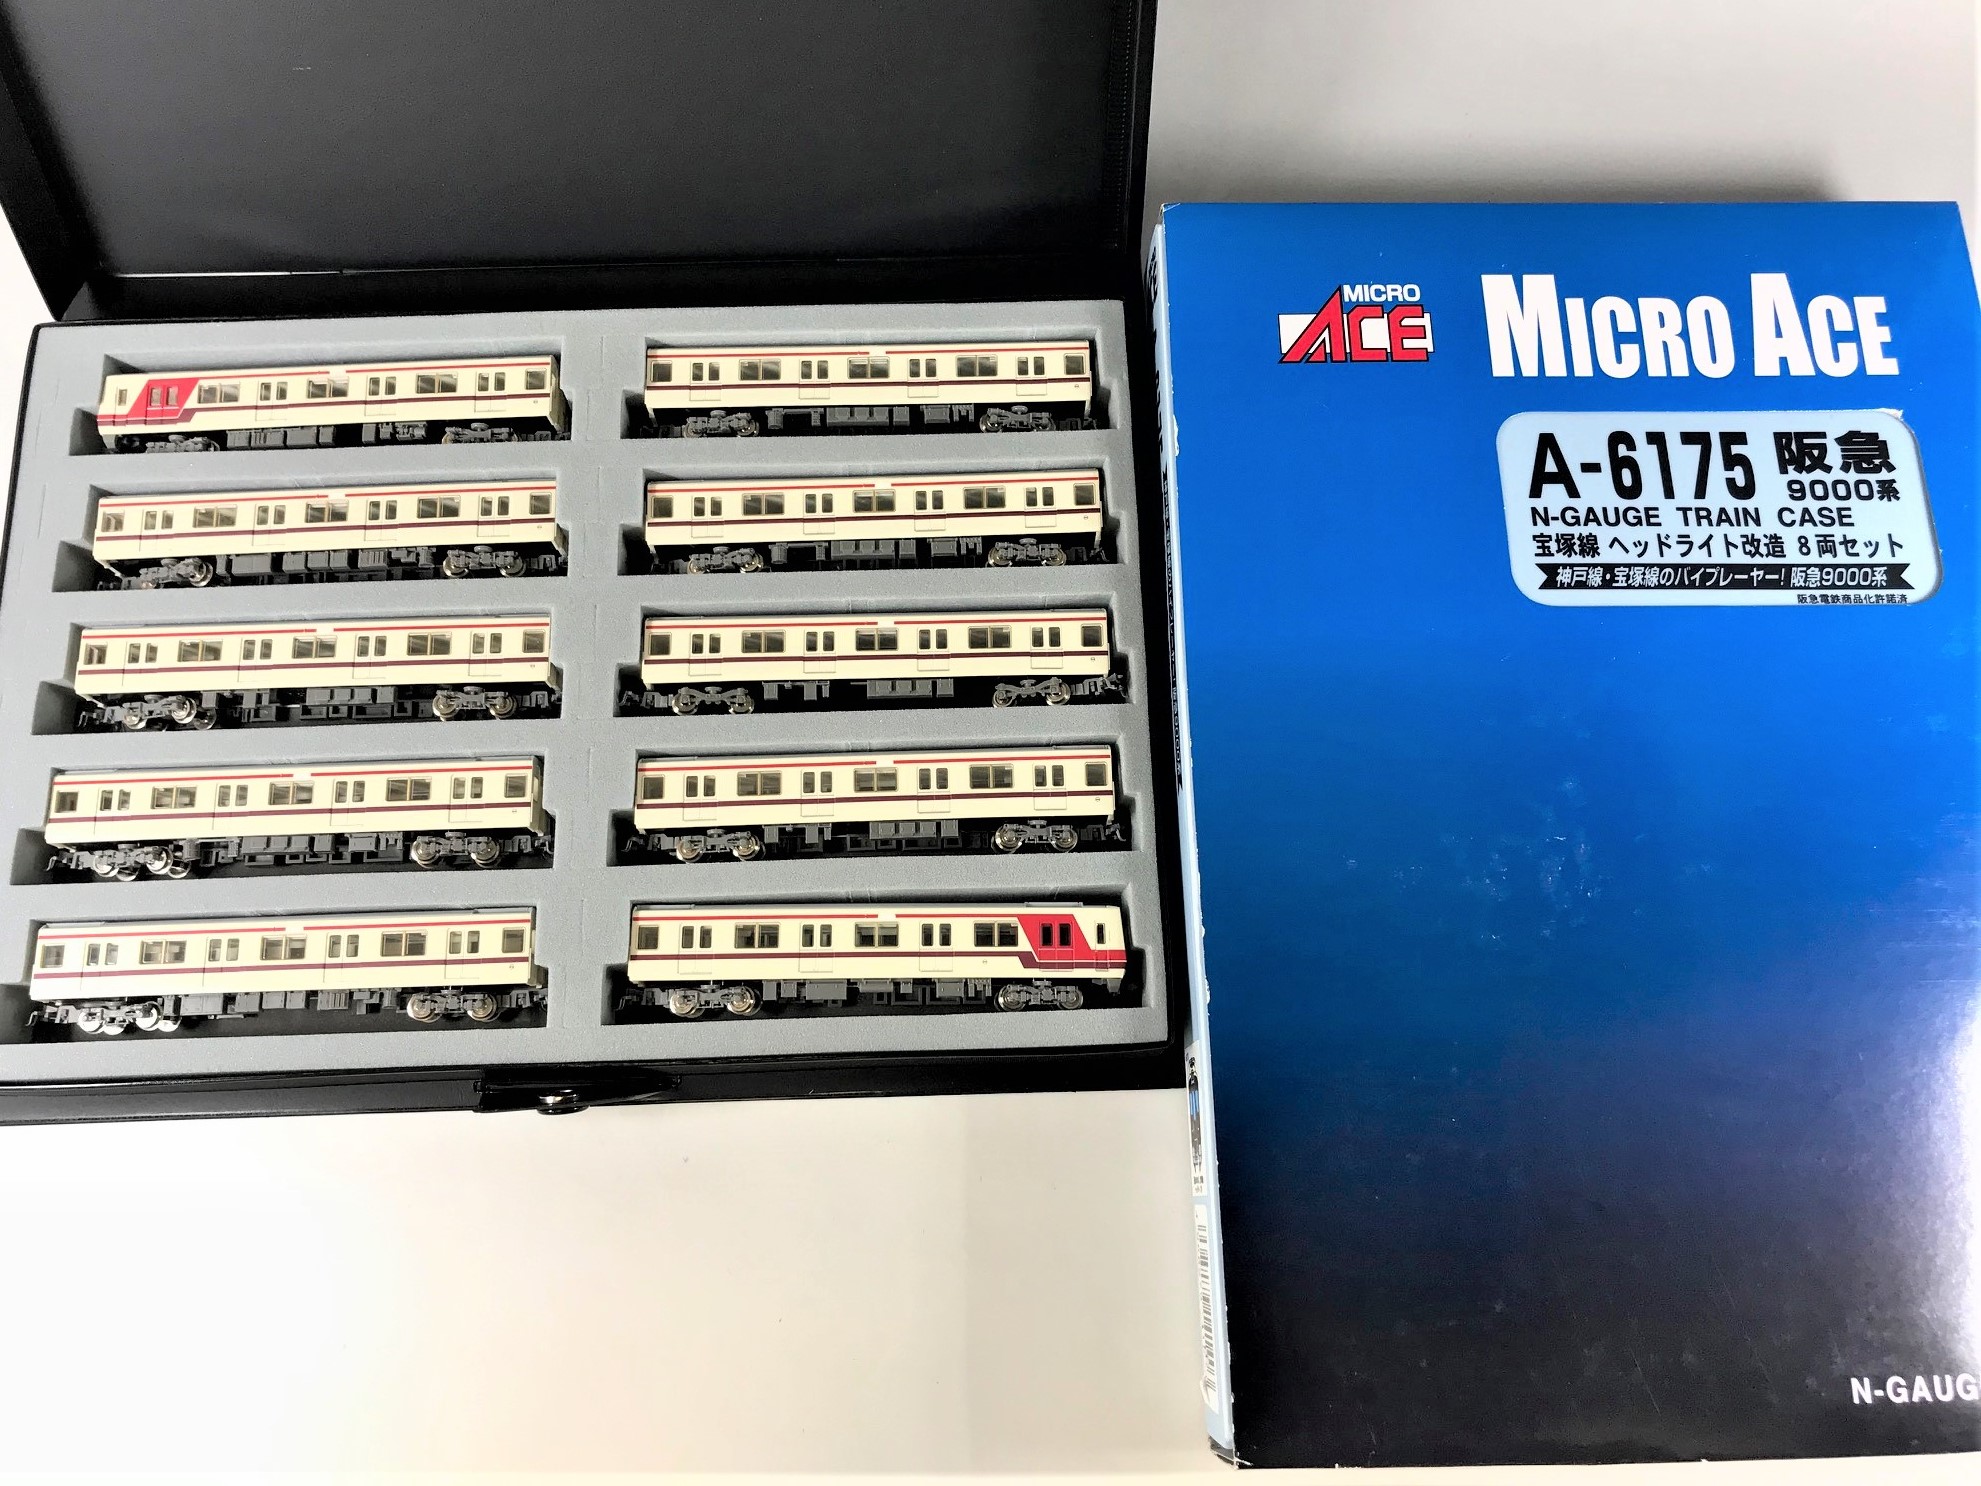 MICRO
ACE
MICRO ACE
A-6175 阪急
9000系
N-GAUGE TRAIN CASE
宝塚線 ヘッドライト改造 8両セット
神戸線・宝塚線のバイプレーヤー! 阪急9000系
阪急電鉄商品化許諾済
N-GAUG